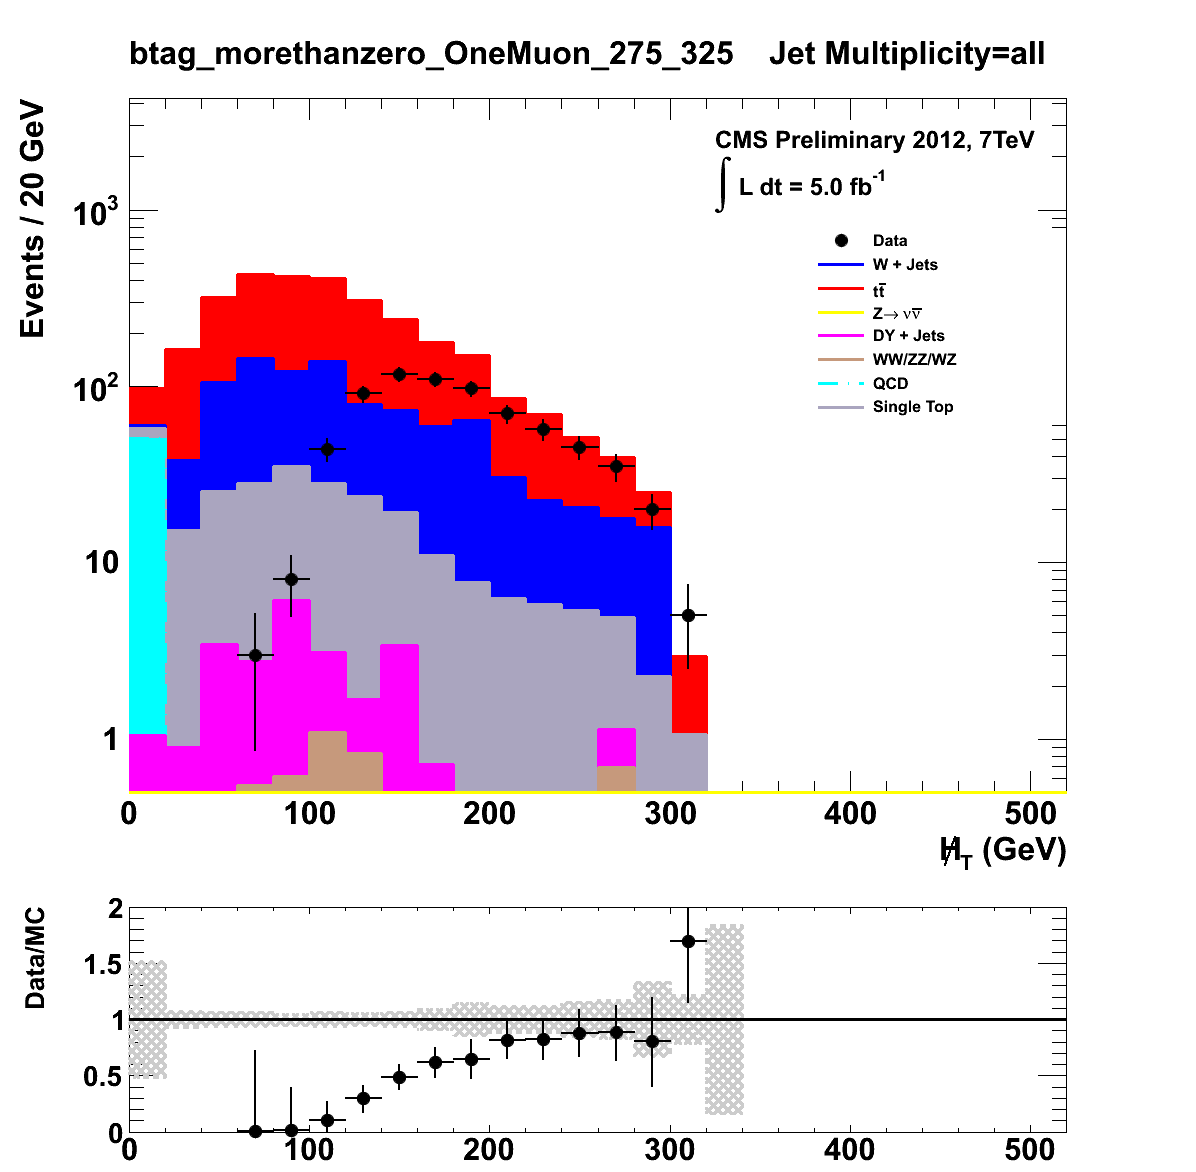 btag_morethanzero_OneMuon_275_325 Jet Multiplicity=all
Events / 20 GeV
CMS Preliminary 2012, 7TeV
∫ L dt = 5.0 fb⁻¹
Data
W + Jets
tt̅
Z→ νν̅
DY + Jets
WW/ZZ/WZ
QCD
Single Top
10³
10²
10
1
0 100 200 300 400 500
H̸_T (GeV)
Data/MC
2
1.5
1
0.5
0
0 100 200 300 400 500